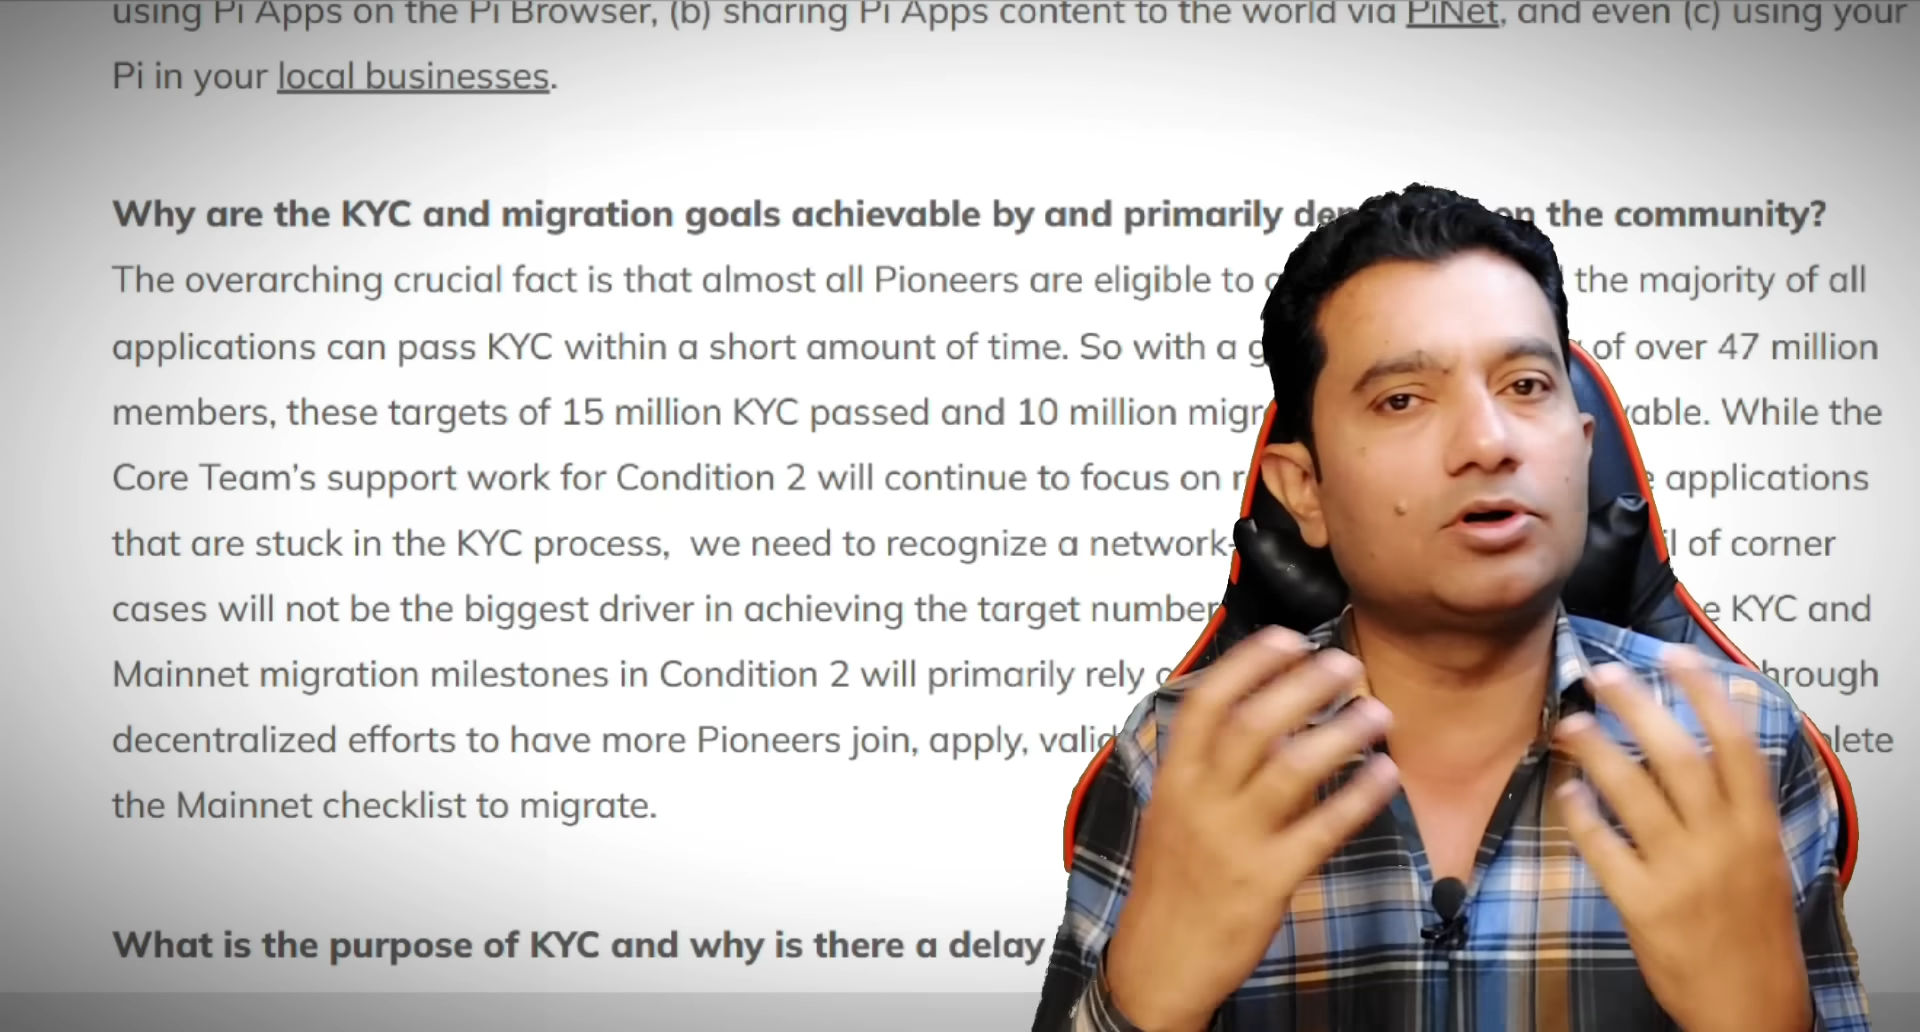 using Pi Apps on the Pi Browser, (b) sharing Pi Apps content to the world via PiNet, and even (c) using your
Pi in your local businesses.
Why are the KYC and migration goals achievable by and primarily on the community?
The overarching crucial fact is that almost all Pioneers are eligible to the majority of all
applications can pass KYC within a short amount of time. So with a of over 47 million
members, these targets of 15 million KYC passed and 10 million While the
Core Team's support work for Condition 2 will continue to focus on applications
that are stuck in the KYC process, we need to recognize a network- of corner
cases will not be the biggest driver in achieving the target KYC and
Mainnet migration milestones in Condition 2 will primarily rely
decentralized efforts to have more Pioneers join, apply,
the Mainnet checklist to migrate.
What is the purpose of KYC and why is there a delay